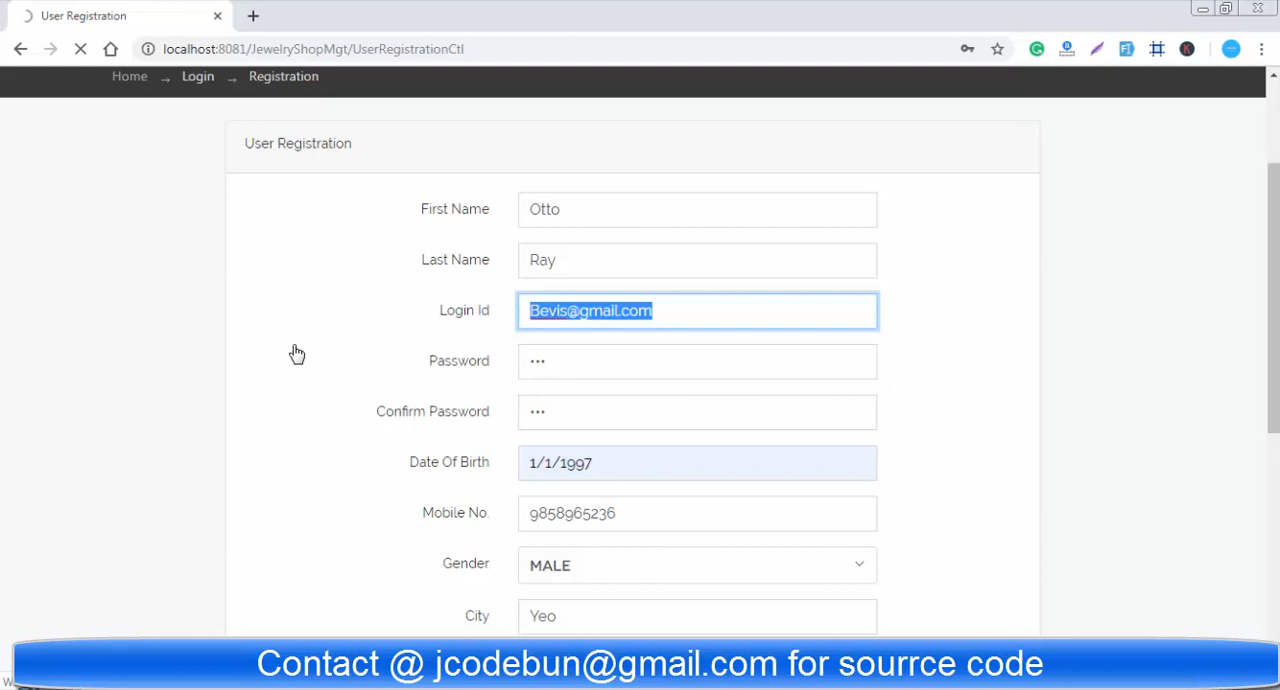 User Registration
localhost:8081/JewelryShopMgt/UserRegistrationCtl
Home → Login → Registration
User Registration
First Name Otto
Last Name Ray
Login Id Bevis@gmail.com
Password •••
Confirm Password •••
Date Of Birth 1/1/1997
Mobile No. 9858965236
Gender MALE
City Yeo
Contact @ jcodebun@gmail.com for sourrce code